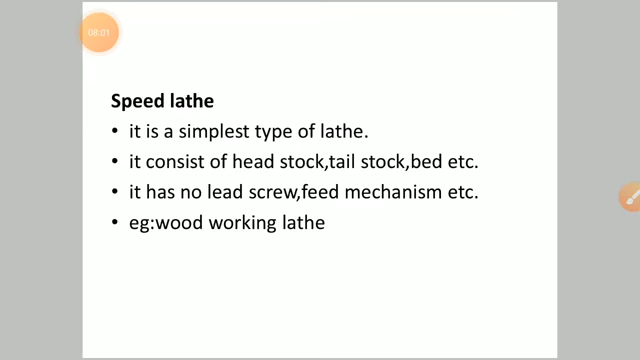 08:01
Speed lathe
• it is a simplest type of lathe.
• it consist of head stock,tail stock,bed etc.
• it has no lead screw,feed mechanism etc.
• eg:wood working lathe